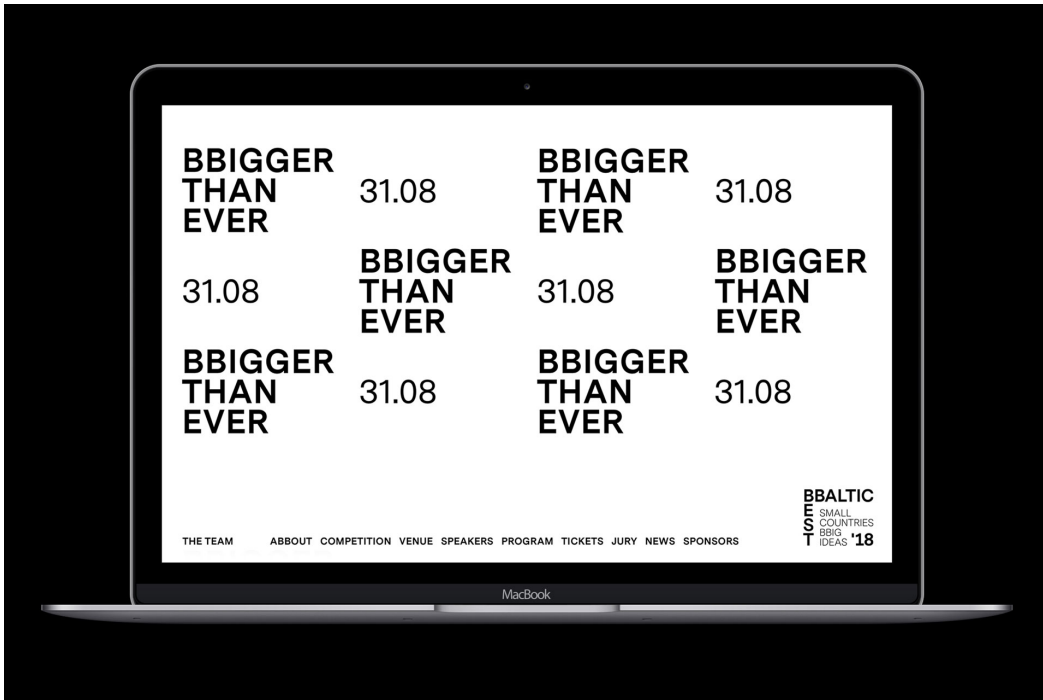 BBIGGER
THAN
EVER
31.08
BBIGGER
THAN
EVER
31.08
31.08
BBIGGER
THAN
EVER
31.08
BBIGGER
THAN
EVER
BBIGGER
THAN
EVER
31.08
BBIGGER
THAN
EVER
31.08
BBALTIC
E
S
T
SMALL
COUNTRIES
BBIG
IDEAS '18
THE TEAM ABBOUT COMPETITION VENUE SPEAKERS PROGRAM TICKETS JURY NEWS SPONSORS
MacBook